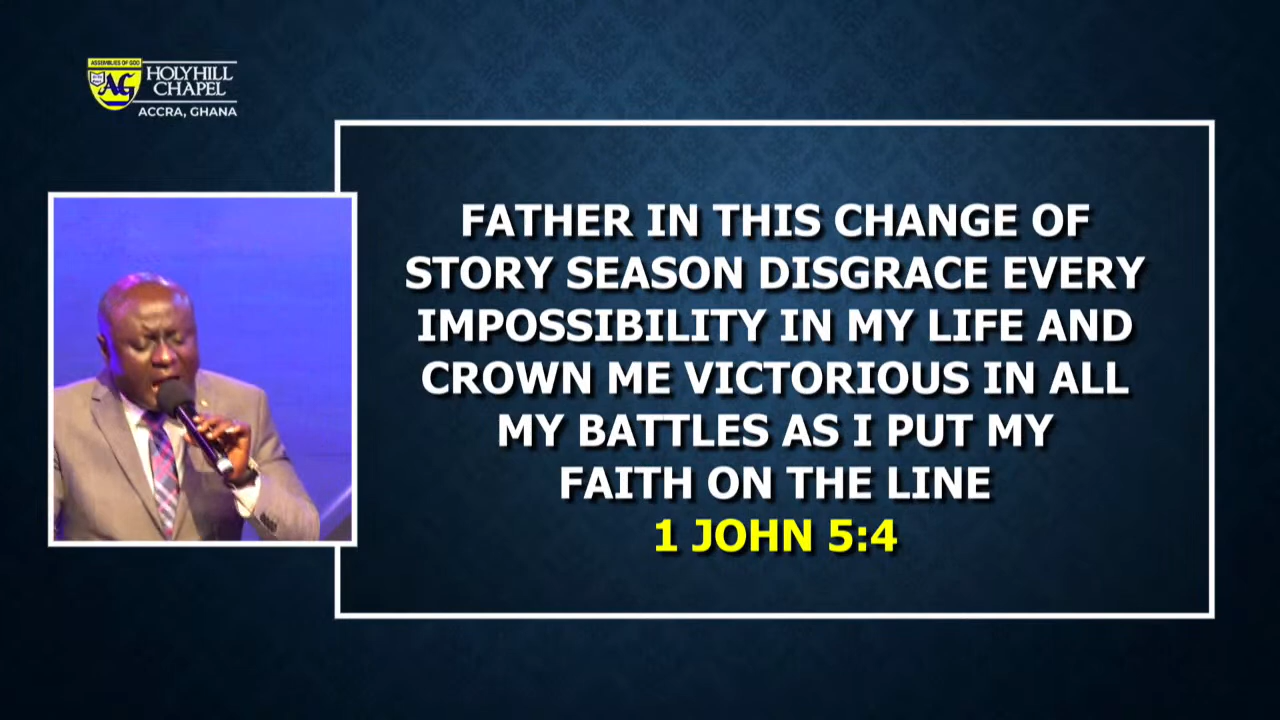 ASSEMBLIES OF GOD
AG
HOLYHILL
CHAPEL
ACCRA, GHANA
FATHER IN THIS CHANGE OF
STORY SEASON DISGRACE EVERY
IMPOSSIBILITY IN MY LIFE AND
CROWN ME VICTORIOUS IN ALL
MY BATTLES AS I PUT MY
FAITH ON THE LINE
1 JOHN 5:4